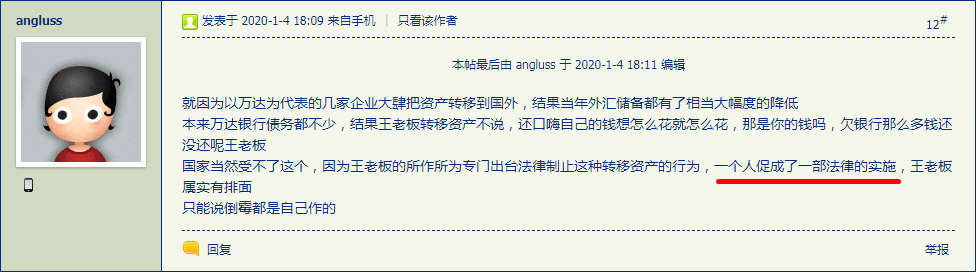 angluss
发表于 2020-1-4 18:09 来自手机 | 只看该作者
12#
本帖最后由 angluss 于 2020-1-4 18:11 编辑
就因为以万达为代表的几家企业大肆把资产转移到国外，结果当年外汇储备都有了相当大幅度的降低
本来万达银行债务都不少，结果王老板转移资产不说，还口嗨自己的钱想怎么花就怎么花，那是你的钱吗，欠银行那么多钱还
没还呢王老板
国家当然受不了这个，因为王老板的所作所为专门出台法律制止这种转移资产的行为，一个人促成了一部法律的实施，王老板
属实有排面
只能说倒霉都是自己作的
回复
举报